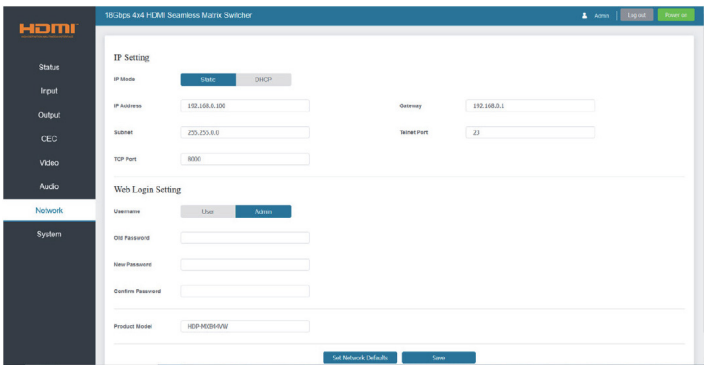 HDMI
18Gbps 4x4 HDMI Seamless Matrix Switcher
Admin
Log out
Power on
Status
Input
Output
CEC
Video
Audio
Network
System
IP Setting
IP Mode Static DHCP
IP Address 192.168.0.100 Gateway 192.168.0.1
Subnet 255.255.0.0 Telnet Port 23
TCP Port 8000
Web Login Setting
Username User Admin
Old Password
New Password
Confirm Password
Product Model
Set Network Defaults Save